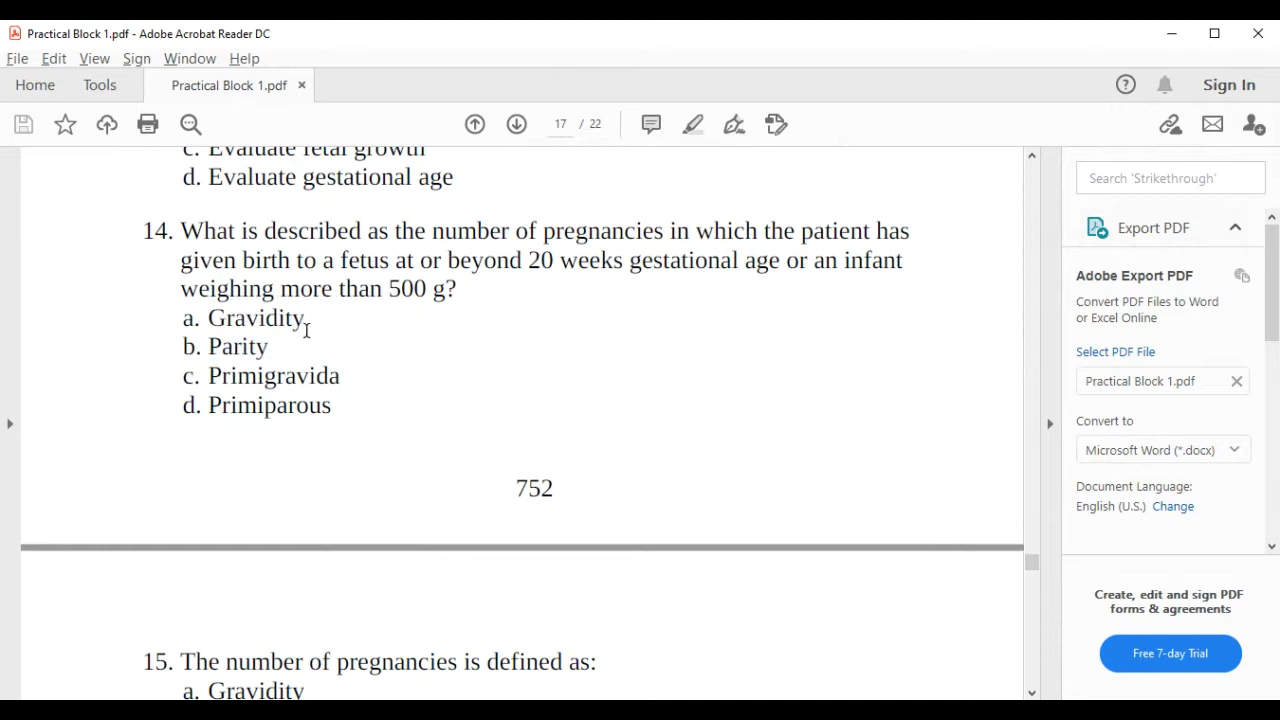 Practical Block 1.pdf - Adobe Acrobat Reader DC
File Edit View Sign Window Help
Home Tools Practical Block 1.pdf × Sign In
17 / 22
c. Evaluate fetal growth
d. Evaluate gestational age
14. What is described as the number of pregnancies in which the patient has
given birth to a fetus at or beyond 20 weeks gestational age or an infant
weighing more than 500 g?
a. Gravidity
b. Parity
c. Primigravida
d. Primiparous
752
15. The number of pregnancies is defined as:
a. Gravidity
Search 'Strikethrough'
Export PDF
Adobe Export PDF
Convert PDF Files to Word
or Excel Online
Select PDF File
Practical Block 1.pdf
Convert to
Microsoft Word (*.docx)
Document Language:
English (U.S.) Change
Create, edit and sign PDF
forms & agreements
Free 7-day Trial